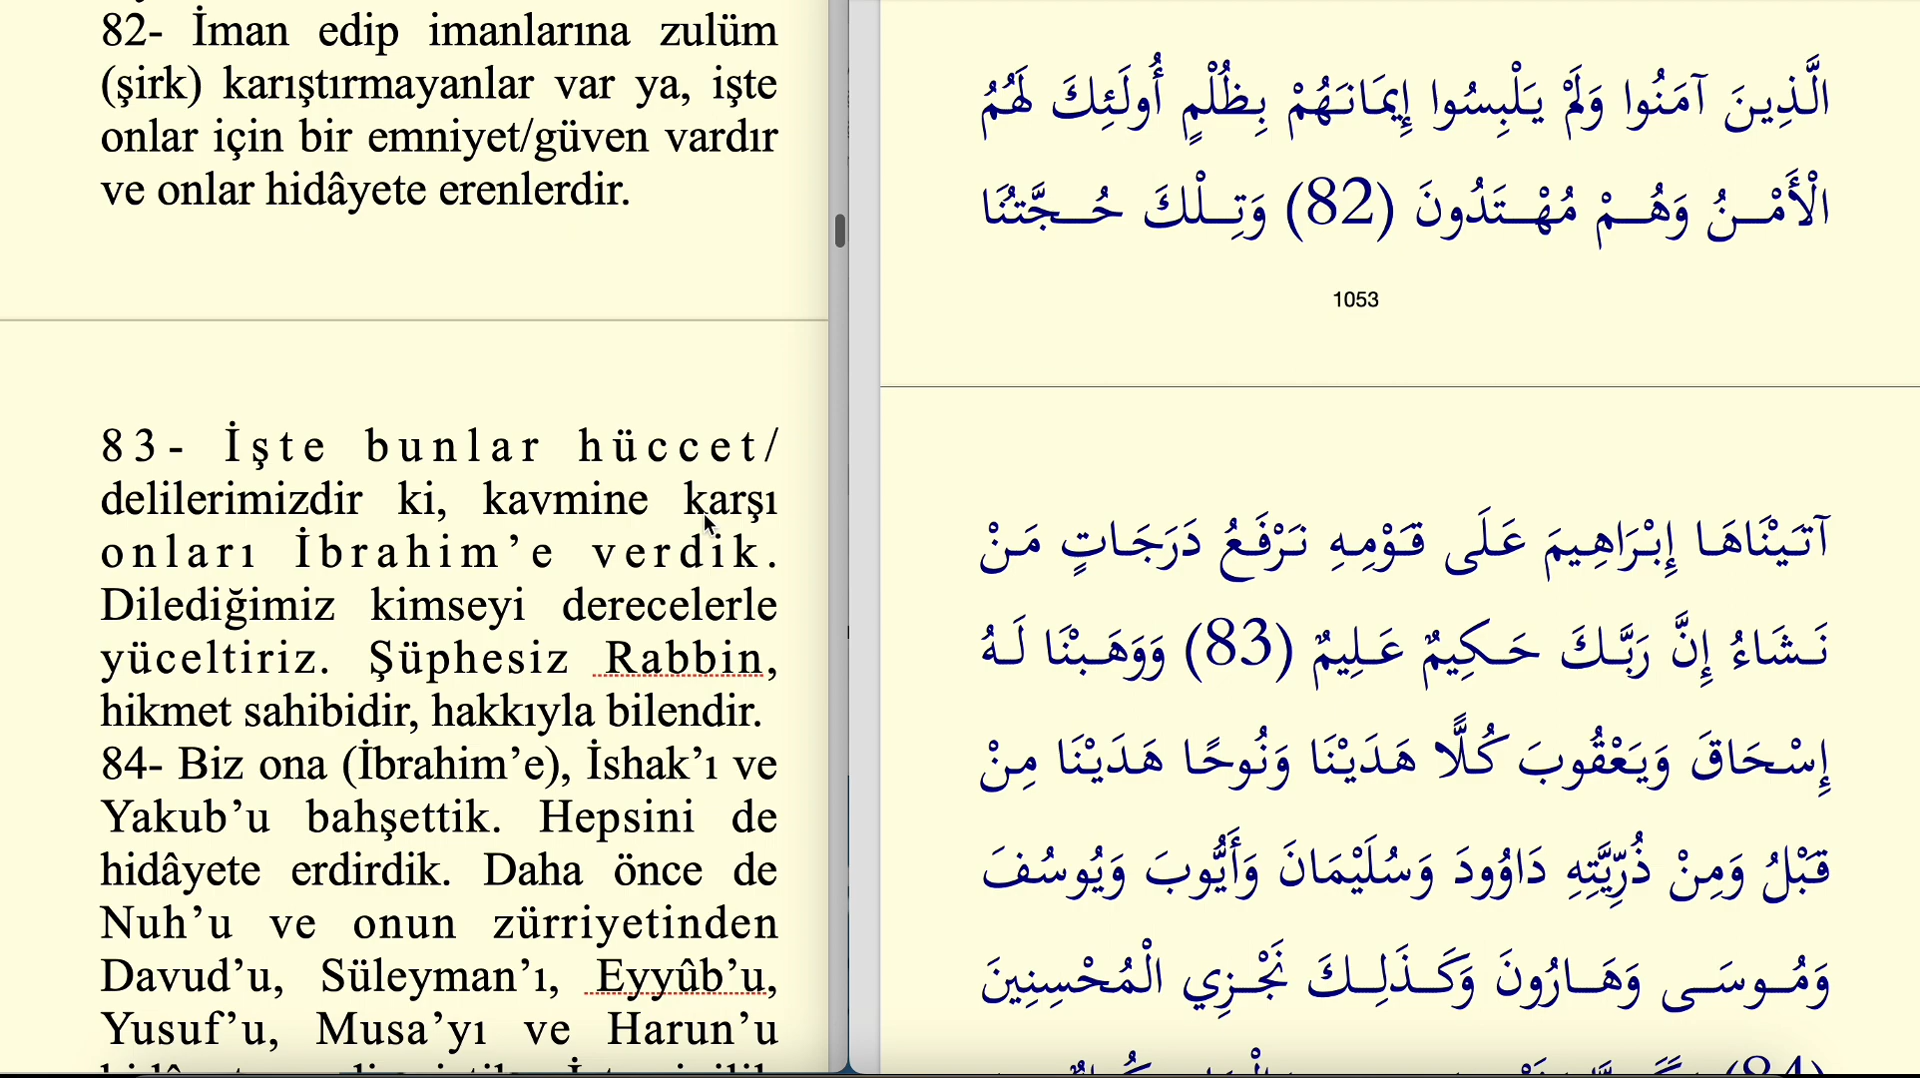 82- İman edip imanlarına zulüm
(şirk) karıştırmayanlar var ya, işte
onlar için bir emniyet/güven vardır
ve onlar hidâyete erenlerdir.
83- İşte bunlar hüccet/
delilerimizdir ki, kavmine karşı
onları İbrahim’e verdik.
Dilediğimiz kimseyi derecelerle
yüceltiriz. Şüphesiz Rabbin,
hikmet sahibidir, hakkıyla bilendir.
84- Biz ona (İbrahim’e), İshak’ı ve
Yakub’u bahşettik. Hepsini de
hidâyete erdirdik. Daha önce de
Nuh’u ve onun zürriyetinden
Davud’u, Süleyman’ı, Eyyûb’u,
Yusuf’u, Musa’yı ve Harun’u
الَّذِينَ آمَنُوا وَلَمْ يَلْبِسُوا إِيمَانَهُمْ بِظُلْمٍ أُولَئِكَ لَهُمُ
الْأَمْنُ وَهُمْ مُهْتَدُونَ (82) وَتِلْكَ حُجَّتُنَا
1053
آتَيْنَاهَا إِبْرَاهِيمَ عَلَى قَوْمِهِ نَرْفَعُ دَرَجَاتٍ مَنْ
نَشَاءُ إِنَّ رَبَّكَ حَكِيمٌ عَلِيمٌ (83) وَوَهَبْنَا لَهُ
إِسْحَاقَ وَيَعْقُوبَ كُلًّا هَدَيْنَا وَنُوحًا هَدَيْنَا مِنْ
قَبْلُ وَمِنْ ذُرِّيَّتِهِ دَاوُودَ وَسُلَيْمَانَ وَأَيُّوبَ وَيُوسُفَ
وَمُوسَى وَهَارُونَ وَكَذَلِكَ نَجْزِي الْمُحْسِنِينَ